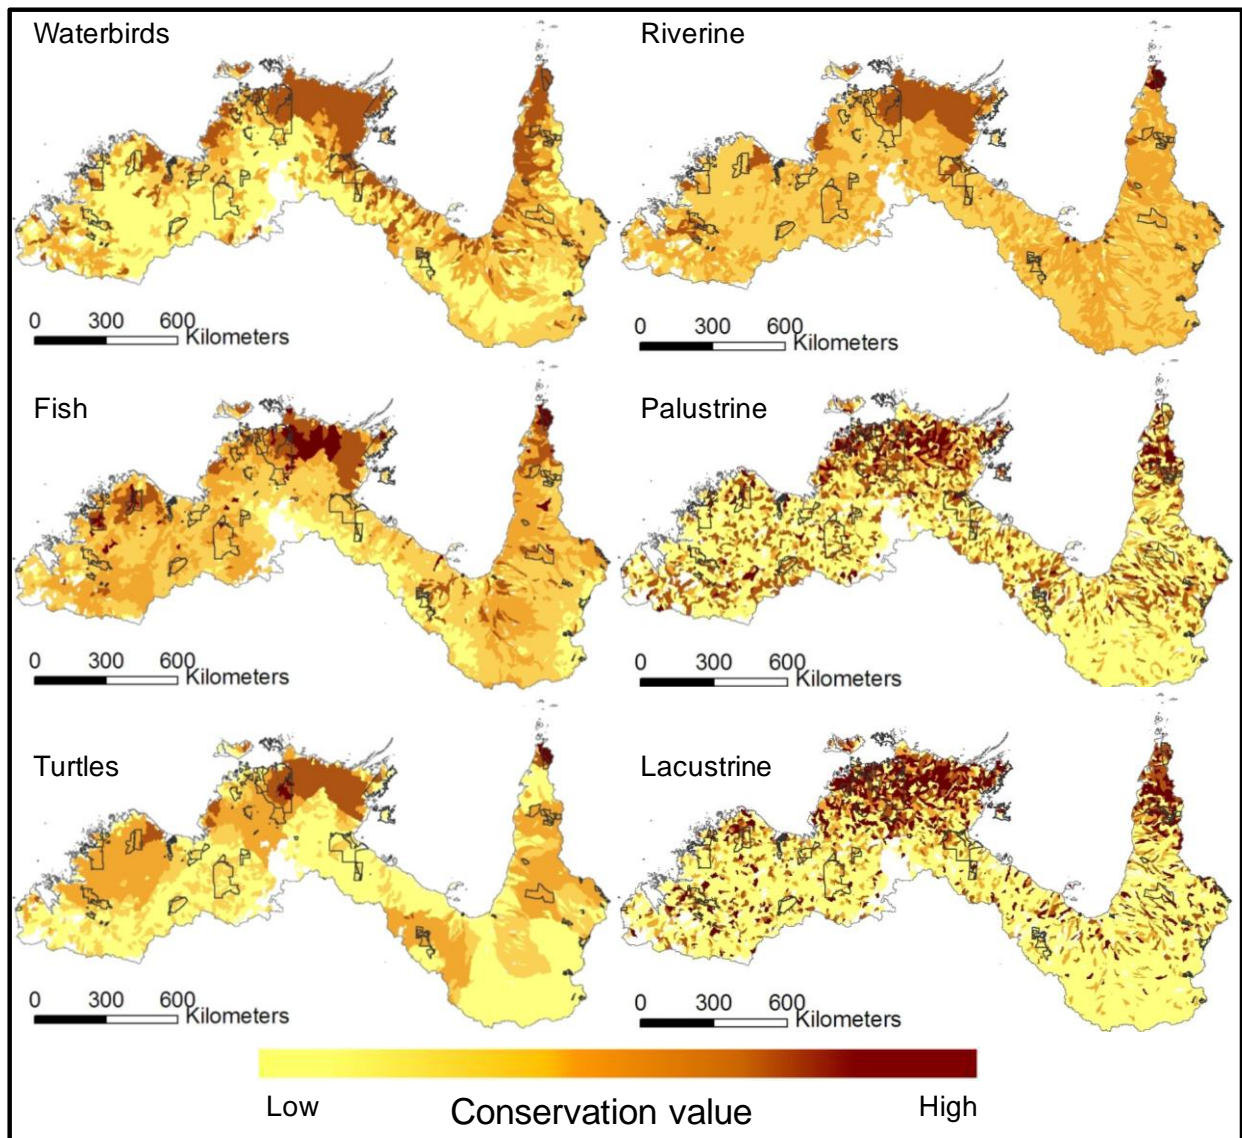 Waterbirds
0 300 600
Kilometers
Riverine
0 300 600
Kilometers
Fish
0 300 600
Kilometers
Palustrine
0 300 600
Kilometers
Turtles
0 300 600
Kilometers
Lacustrine
0 300 600
Kilometers
Low
Conservation value
High